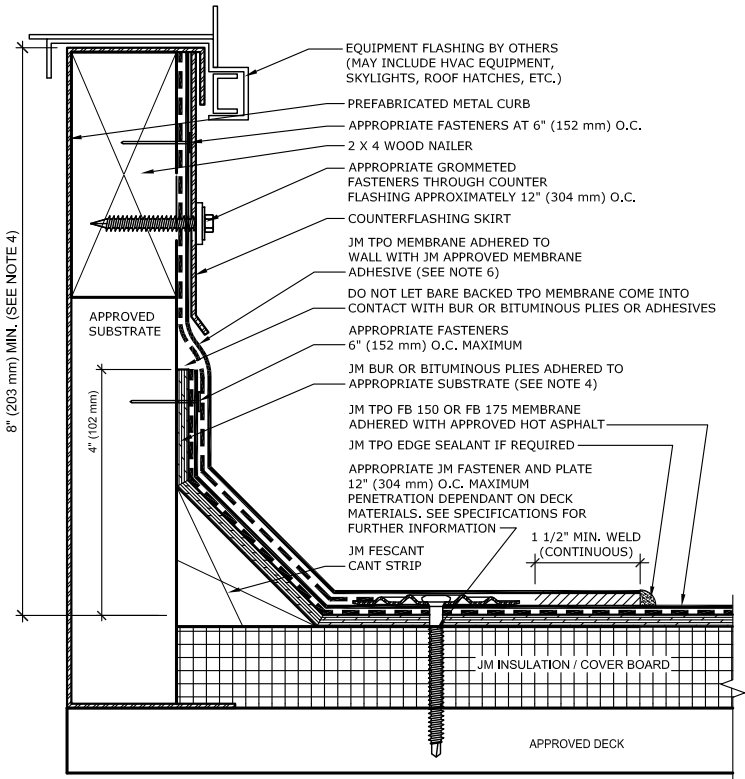 EQUIPMENT FLASHING BY OTHERS
(MAY INCLUDE HVAC EQUIPMENT,
SKYLIGHTS, ROOF HATCHES, ETC.)
PREFABRICATED METAL CURB
APPROPRIATE FASTENERS AT 6" (152 mm) O.C.
2 X 4 WOOD NAILER
APPROPRIATE GROMMETED
FASTENERS THROUGH COUNTER
FLASHING APPROXIMATELY 12" (304 mm) O.C.
COUNTERFLASHING SKIRT
JM TPO MEMBRANE ADHERED TO
WALL WITH JM APPROVED MEMBRANE
ADHESIVE (SEE NOTE 6)
DO NOT LET BARE BACKED TPO MEMBRANE COME INTO
CONTACT WITH BUR OR BITUMINOUS PLIES OR ADHESIVES
APPROPRIATE FASTENERS
6" (152 mm) O.C. MAXIMUM
JM BUR OR BITUMINOUS PLIES ADHERED TO
APPROPRIATE SUBSTRATE (SEE NOTE 4)
JM TPO FB 150 OR FB 175 MEMBRANE
ADHERED WITH APPROVED HOT ASPHALT
JM TPO EDGE SEALANT IF REQUIRED
APPROPRIATE JM FASTENER AND PLATE
12" (304 mm) O.C. MAXIMUM
PENETRATION DEPENDANT ON DECK
MATERIALS. SEE SPECIFICATIONS FOR
FURTHER INFORMATION
1 1/2" MIN. WELD
(CONTINUOUS)
JM FESCANT
CANT STRIP
APPROVED
SUBSTRATE
8" (203 mm) MIN. (SEE NOTE 4)
4" (102 mm)
JM INSULATION / COVER BOARD
APPROVED DECK